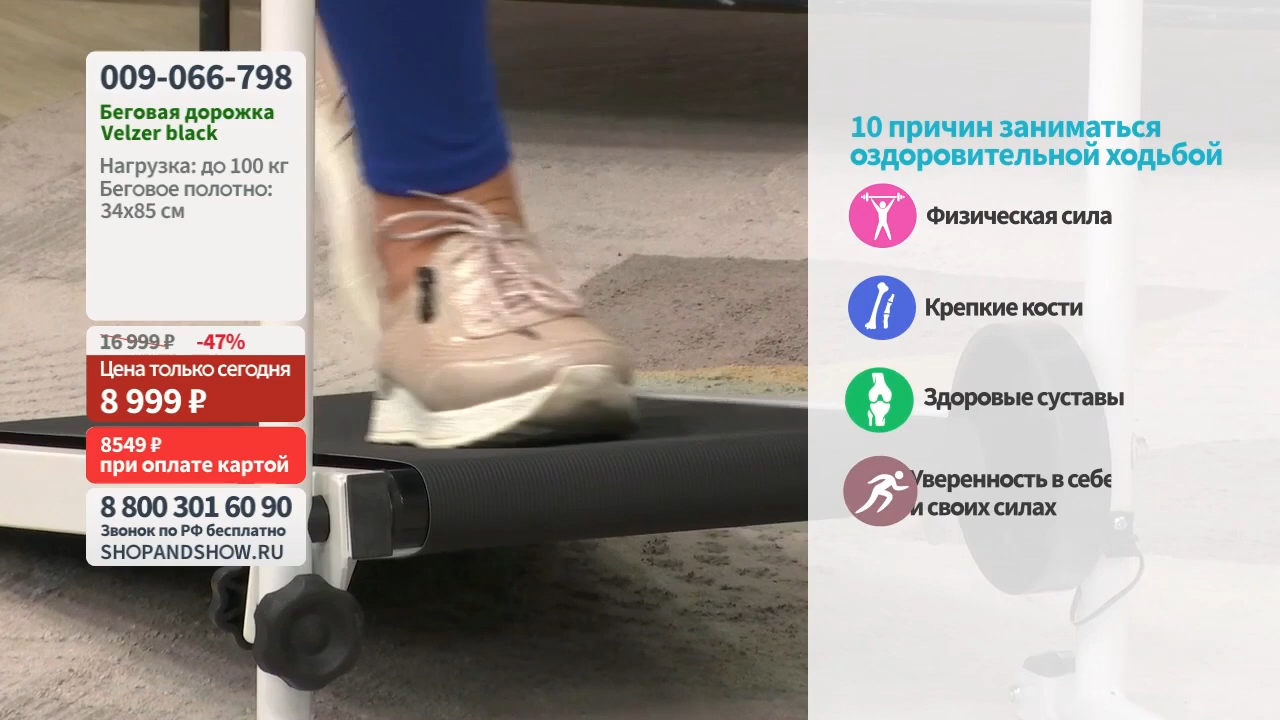 009-066-798
Беговая дорожка
Velzer black
Нагрузка: до 100 кг
Беговое полотно:
34x85 см
16 999 ₽ -47%
Цена только сегодня
8 999 ₽
8549 ₽
при оплате картой
8 800 301 60 90
Звонок по РФ бесплатно
SHOPANDSHOW.RU
10 причин заниматься
оздоровительной ходьбой
Физическая сила
Крепкие кости
Здоровые суставы
Уверенность в себе
и своих силах